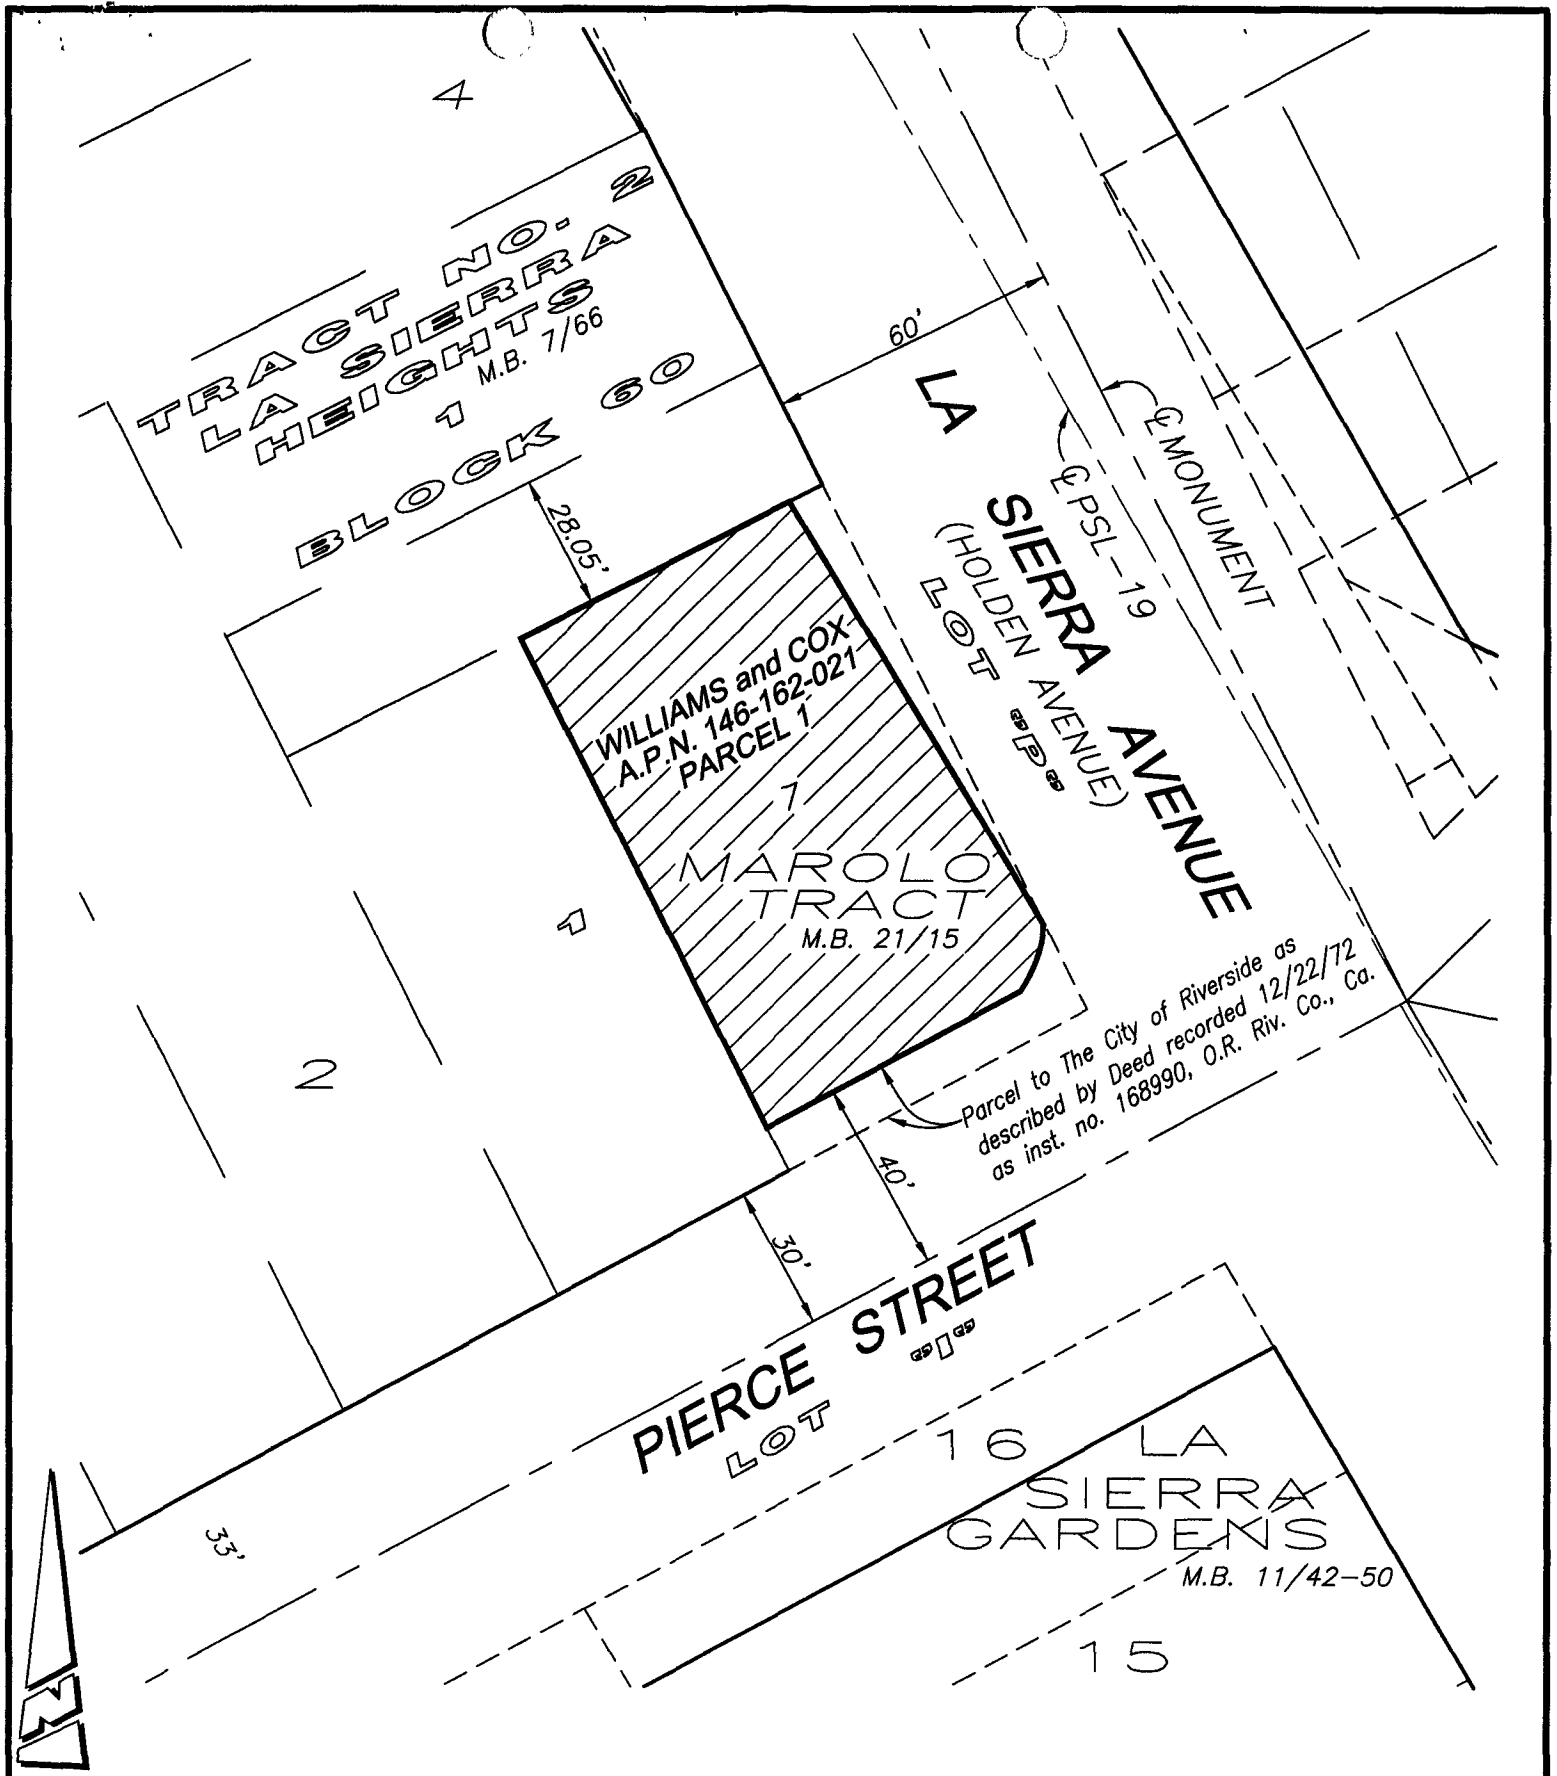 4
TRACT NO. 2
LA SIERRA
HEIGHTS
M.B. 7/66
1
BLOCK 60
28.05'
60'
LA SIERRA AVENUE
(HOLDEN AVENUE)
LOT "P"
℄ PSL-19
℄ MONUMENT
WILLIAMS and COX
A.P.N. 146-162-021
PARCEL 1
7
MAROLO
TRACT
M.B. 21/15
1
2
Parcel to The City of Riverside as
described by Deed recorded 12/22/72
as inst. no. 168990, O.R. Riv. Co., Ca.
40'
30'
PIERCE STREET
LOT "I"
33'
16
LA
SIERRA
GARDENS
M.B. 11/42-50
15
N